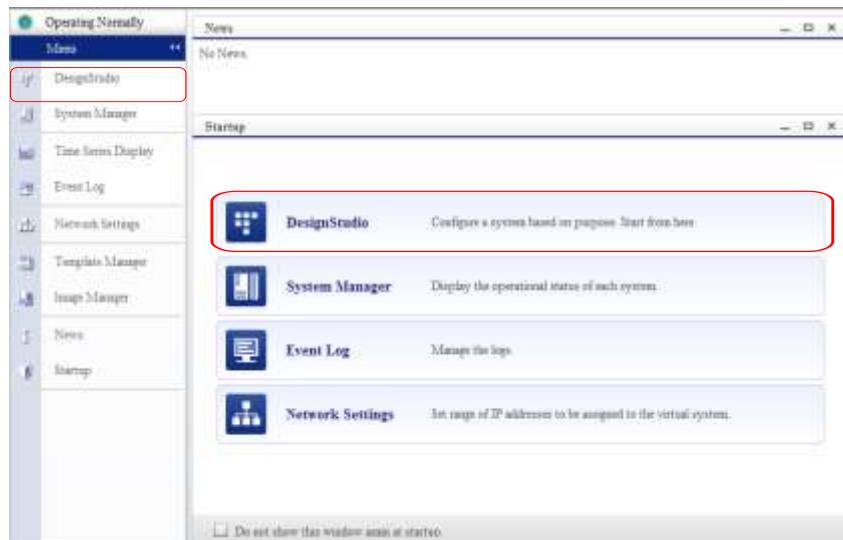 Operating Normally
Menu
DesignStudio
System Manager
Time Series Display
Event Log
Network Settings
Template Manager
Image Manager
News
Startup
News
No News.
Startup
DesignStudio Configure a system based on purpose. Start from here.
System Manager Display the operational status of each system.
Event Log Manage the logs.
Network Settings Set range of IP addresses to be assigned to the virtual system.
Do not show this window again at startup.